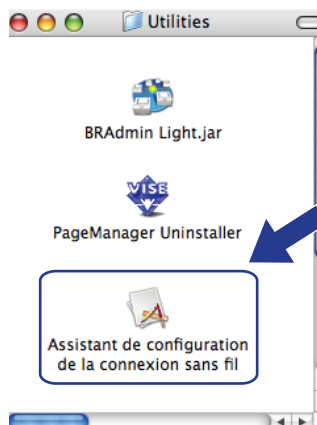 Utilities
BRAdmin Light.jar
VISE
PageManager Uninstaller
Assistant de configuration
de la connexion sans fil